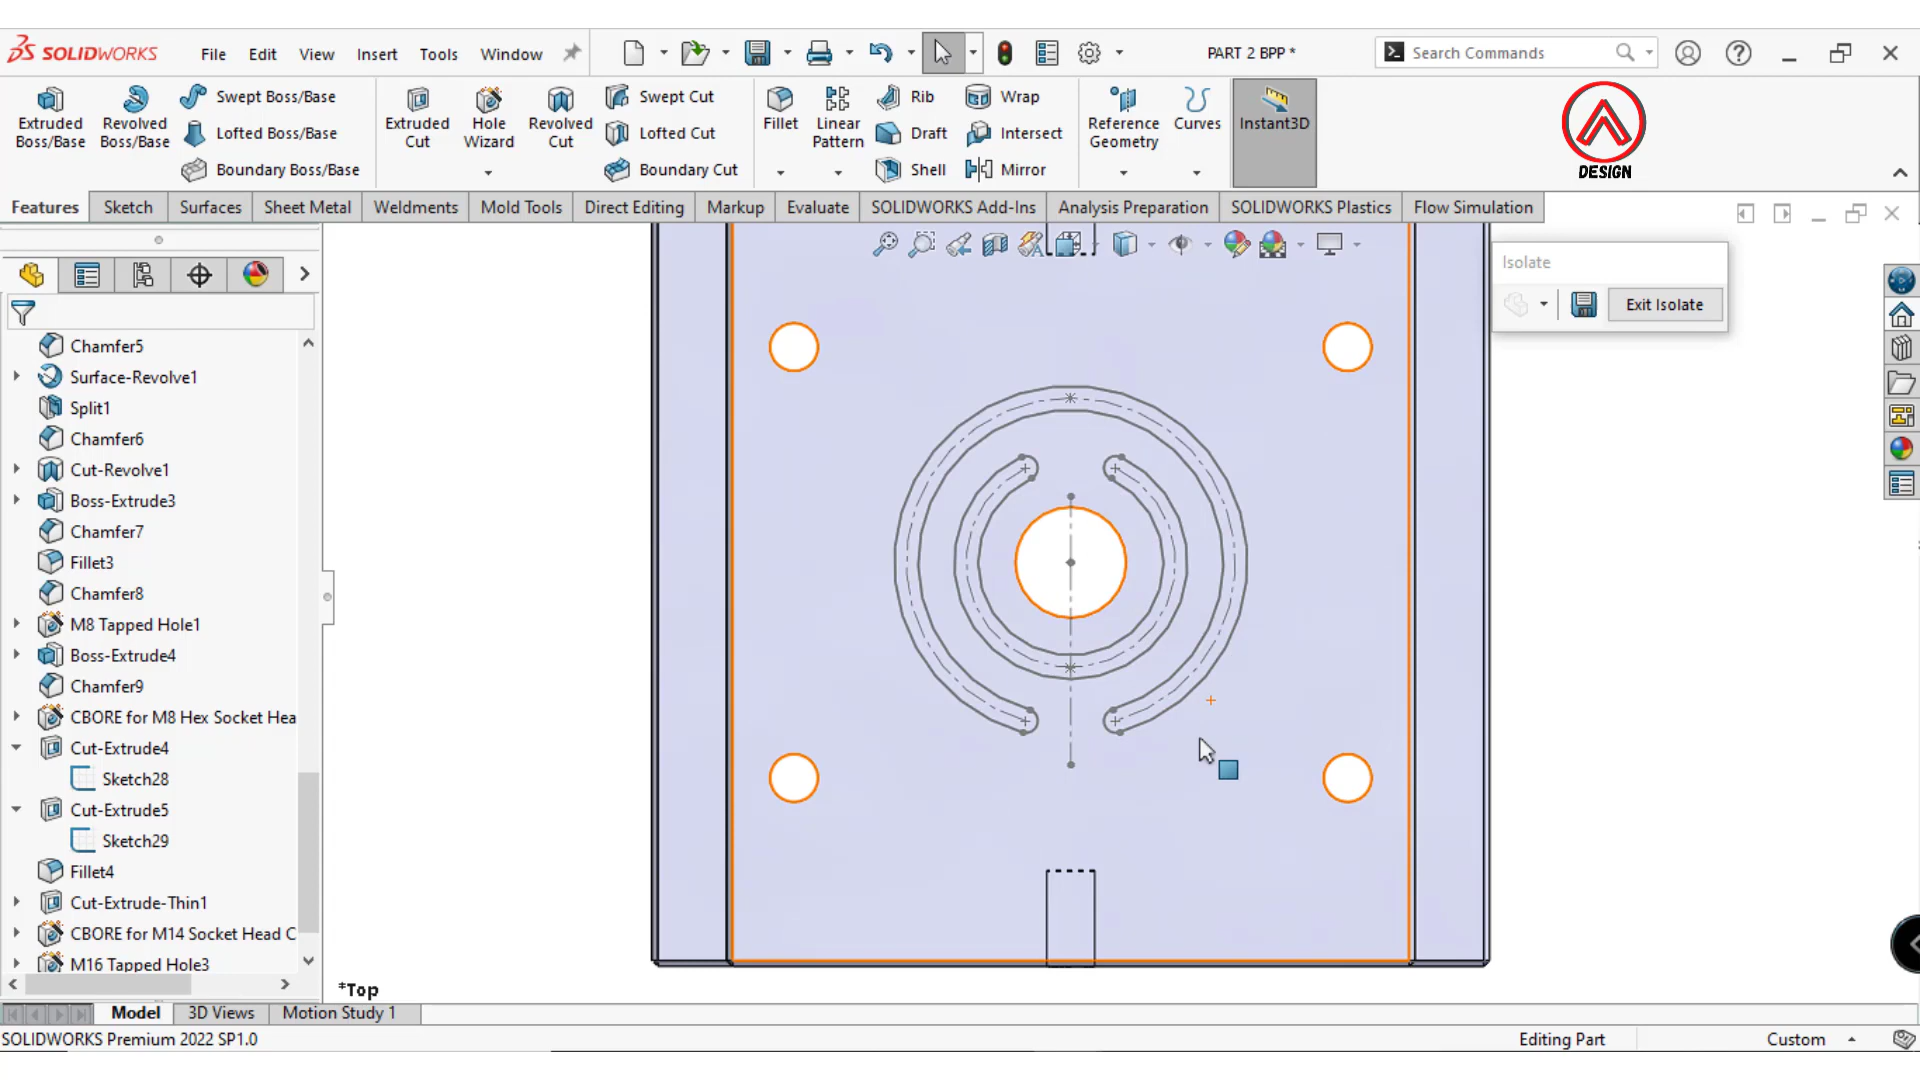 SOLIDWORKS
File Edit View Insert Tools Window
PART 2 BPP *
Search Commands
Extruded Boss/Base
Revolved Boss/Base
Swept Boss/Base
Lofted Boss/Base
Boundary Boss/Base
Extruded Cut
Hole Wizard
Revolved Cut
Swept Cut
Lofted Cut
Boundary Cut
Fillet
Linear Pattern
Rib
Draft
Shell
Wrap
Intersect
Mirror
Reference Geometry
Curves
Instant3D
DESIGN
Features Sketch Surfaces Sheet Metal Weldments Mold Tools Direct Editing Markup Evaluate SOLIDWORKS Add-Ins Analysis Preparation SOLIDWORKS Plastics Flow Simulation
Isolate
Exit Isolate
Chamfer5
Surface-Revolve1
Split1
Chamfer6
Cut-Revolve1
Boss-Extrude3
Chamfer7
Fillet3
Chamfer8
M8 Tapped Hole1
Boss-Extrude4
Chamfer9
CBORE for M8 Hex Socket Hea
Cut-Extrude4
Sketch28
Cut-Extrude5
Sketch29
Fillet4
Cut-Extrude-Thin1
CBORE for M14 Socket Head C
M16 Tapped Hole3
*Top
Model 3D Views Motion Study 1
SOLIDWORKS Premium 2022 SP1.0
Editing Part
Custom